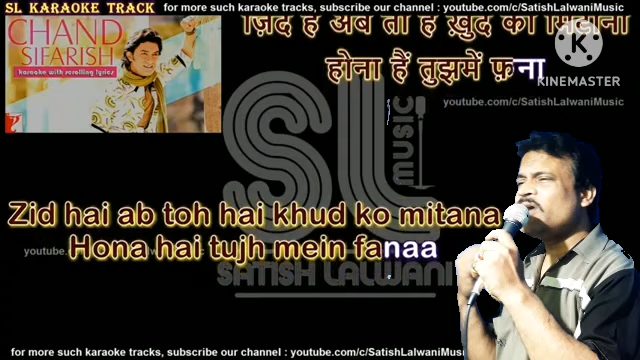 SL KARAOKE TRACK for more such karaoke tracks, subscribe our channel : youtube.com/c/SatishLalwaniMusic
CHAND
SIFARISH
karaoke with scrolling lyrics
ज़िद है अब तो है ख़ुद को मिटाना
होना हैं तुझमें फ़ना
K
KINEMASTER
youtube.com/c/SatishLalwaniMusic
SL MUSIC
Zid hai ab toh hai khud ko mitana
Hona hai tujh mein fanaa
SATISH LALWANI
for more such karaoke tracks, subscribe our channel : youtube.com/c/SatishLalwaniMusi